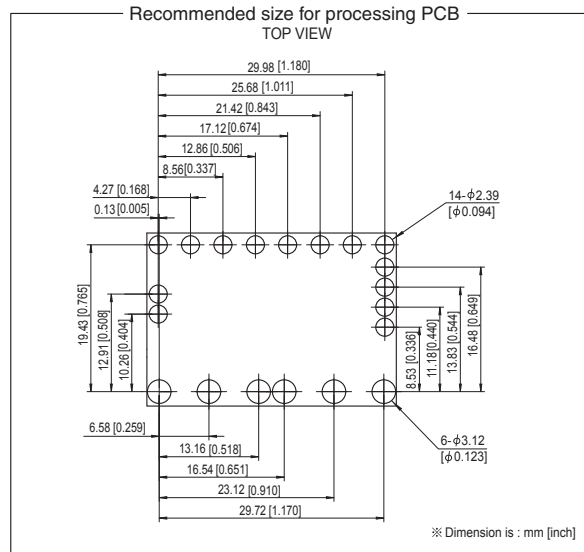 Recommended size for processing PCB
TOP VIEW
29.98 [1.180]
25.68 [1.011]
21.42 [0.843]
17.12 [0.674]
12.86 [0.506]
8.56 [0.337]
4.27 [0.168]
0.13 [0.005]
14-ϕ2.39
[ϕ0.094]
19.43 [0.765]
12.91 [0.508]
10.26 [0.404]
8.53 [0.336]
11.18 [0.440]
13.83 [0.544]
16.48 [0.649]
6.58 [0.259]
13.16 [0.518]
16.54 [0.651]
23.12 [0.910]
29.72 [1.170]
6-ϕ3.12
[ϕ0.123]
※ Dimension is : mm [inch]